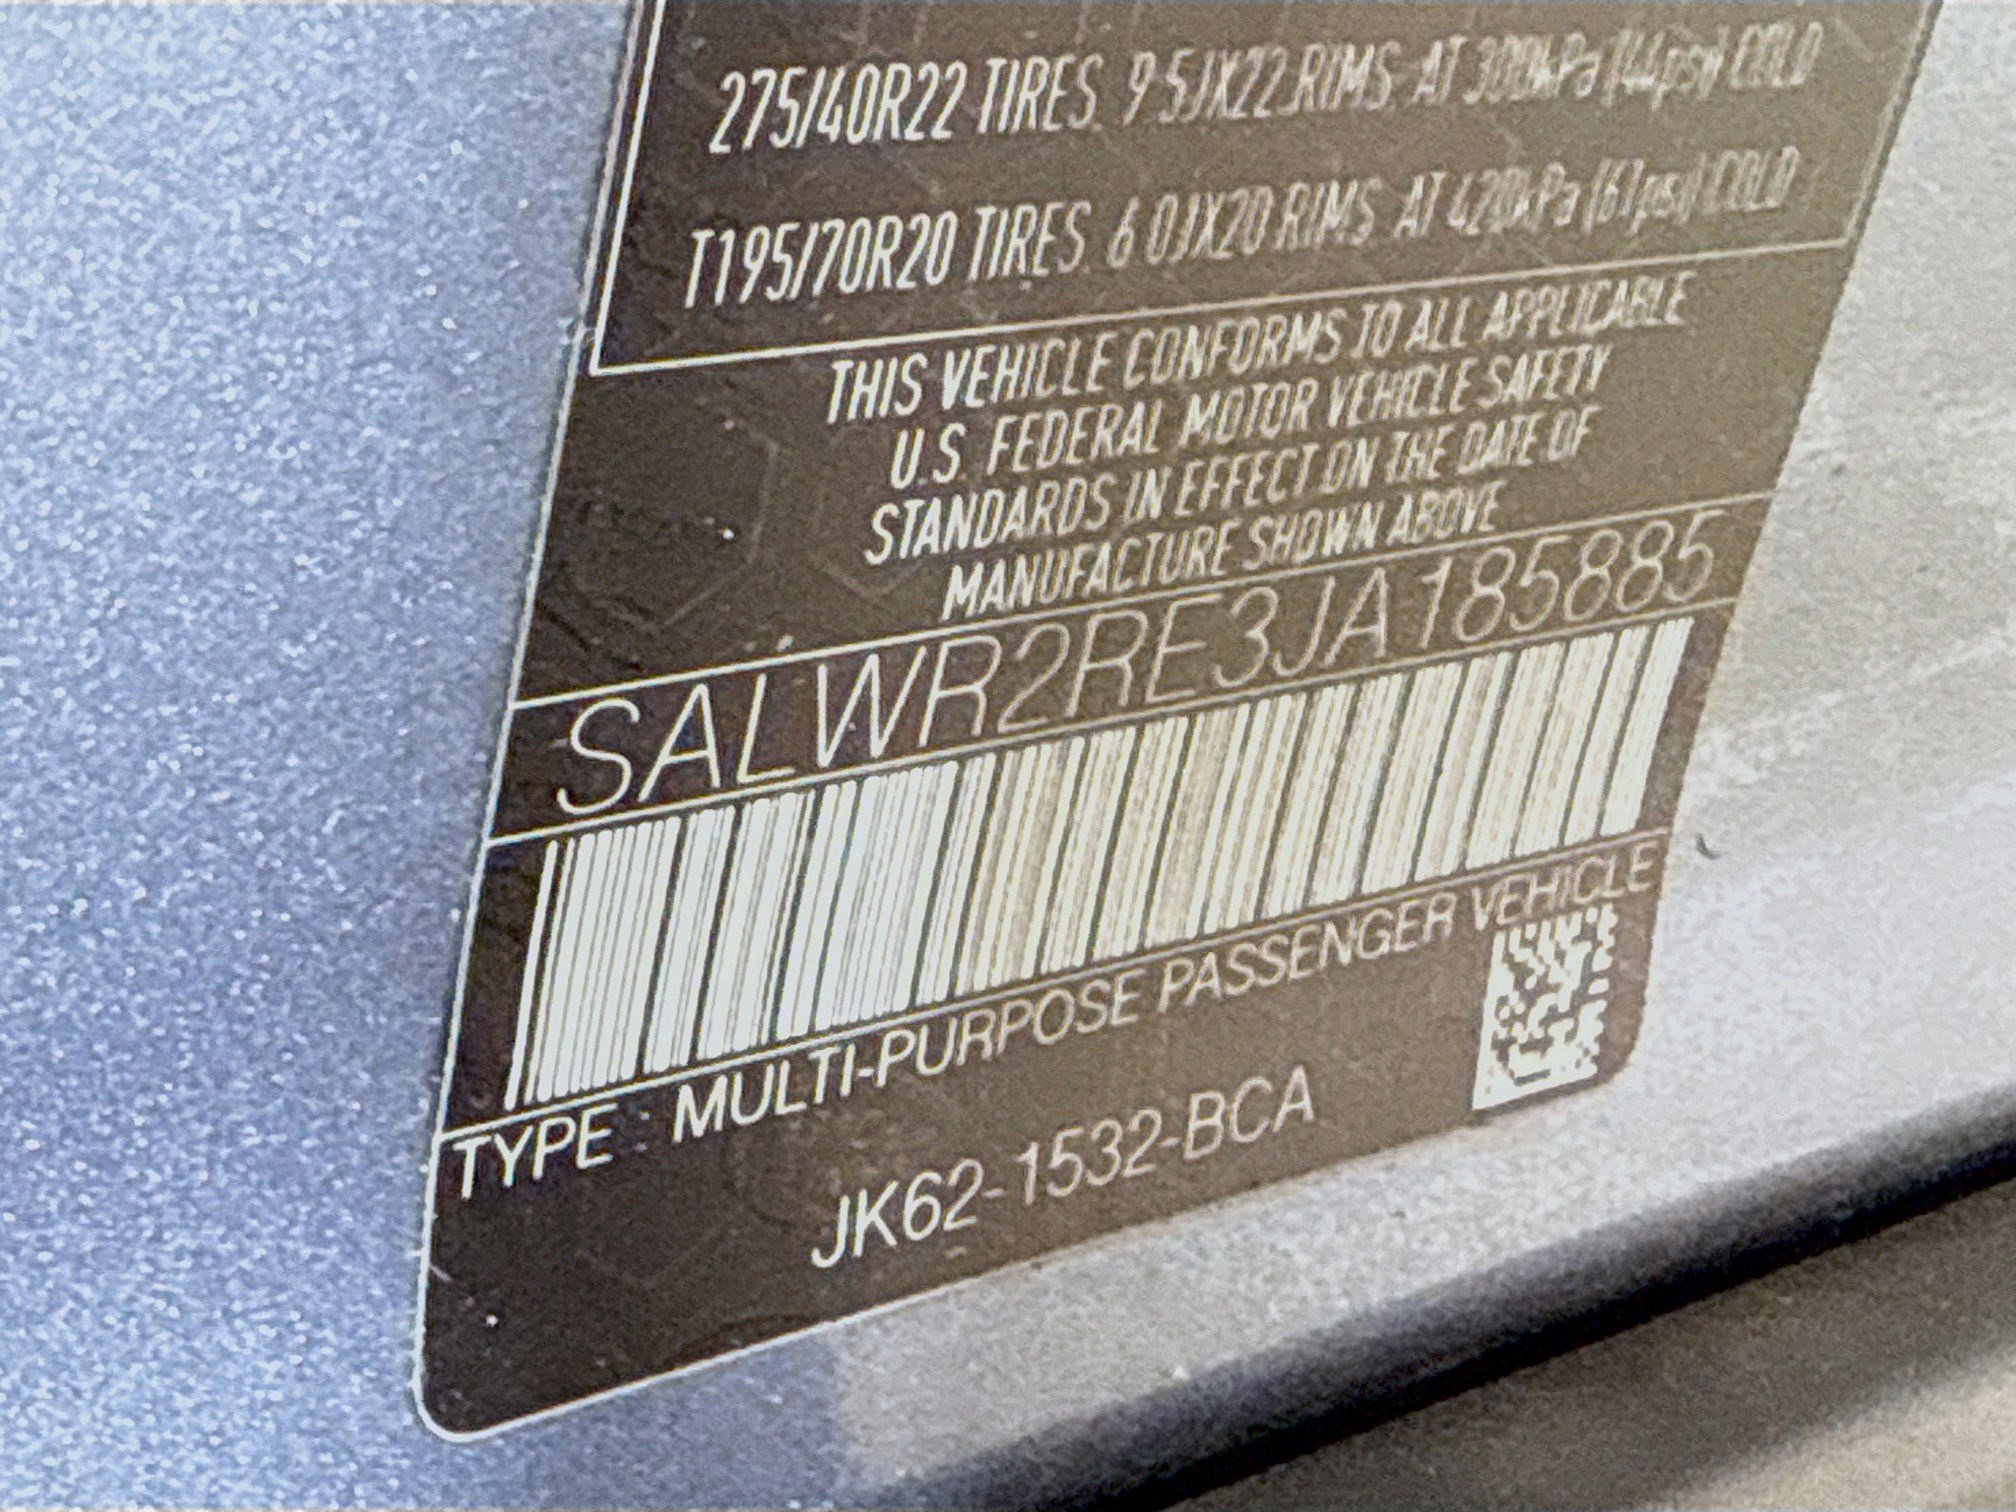 275/40R22 TIRES. 9.5JX22 RIMS. AT 300kPa (44psi) COLD
T195/70R20 TIRES. 6.0JX20 RIMS. AT 420kPa (61psi) COLD
THIS VEHICLE CONFORMS TO ALL APPLICABLE
U.S. FEDERAL MOTOR VEHICLE SAFETY
STANDARDS IN EFFECT ON THE DATE OF
MANUFACTURE SHOWN ABOVE
SALWR2RE3JA185885
TYPE : MULTI-PURPOSE PASSENGER VEHICLE
JK62-1532-BCA